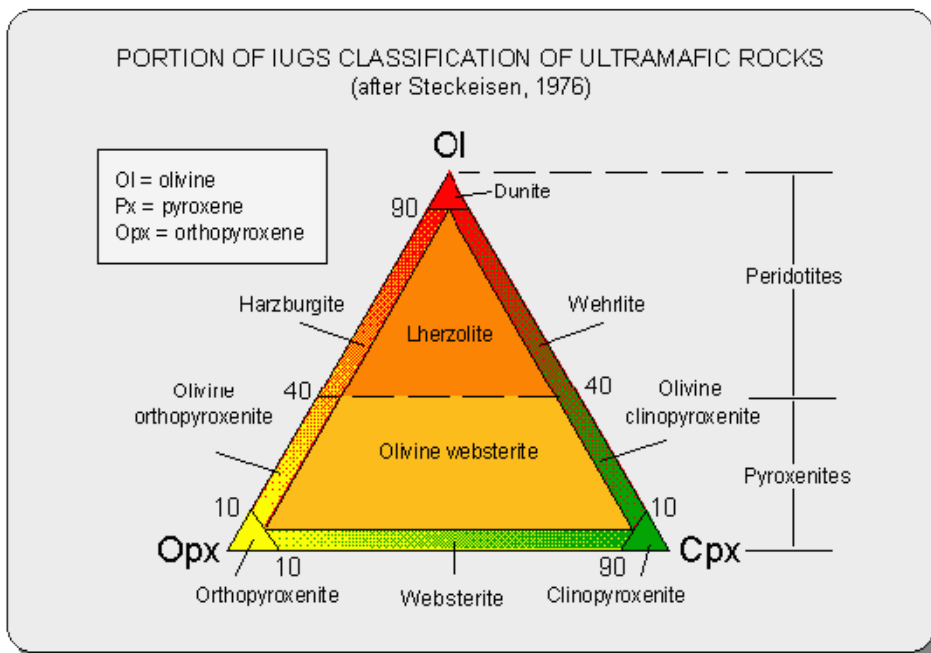 PORTION OF IUGS CLASSIFICATION OF ULTRAMAFIC ROCKS
(after Steckeisen, 1976)
Ol
Ol = olivine
Px = pyroxene
Opx = orthopyroxene
Dunite
90
Peridotites
Harzburgite
Wehrlite
Lherzolite
40
40
Olivine
orthopyroxenite
Olivine
clinopyroxenite
Olivine websterite
Pyroxenites
10
10
Opx
Cpx
10
90
Orthopyroxenite
Websterite
Clinopyroxenite